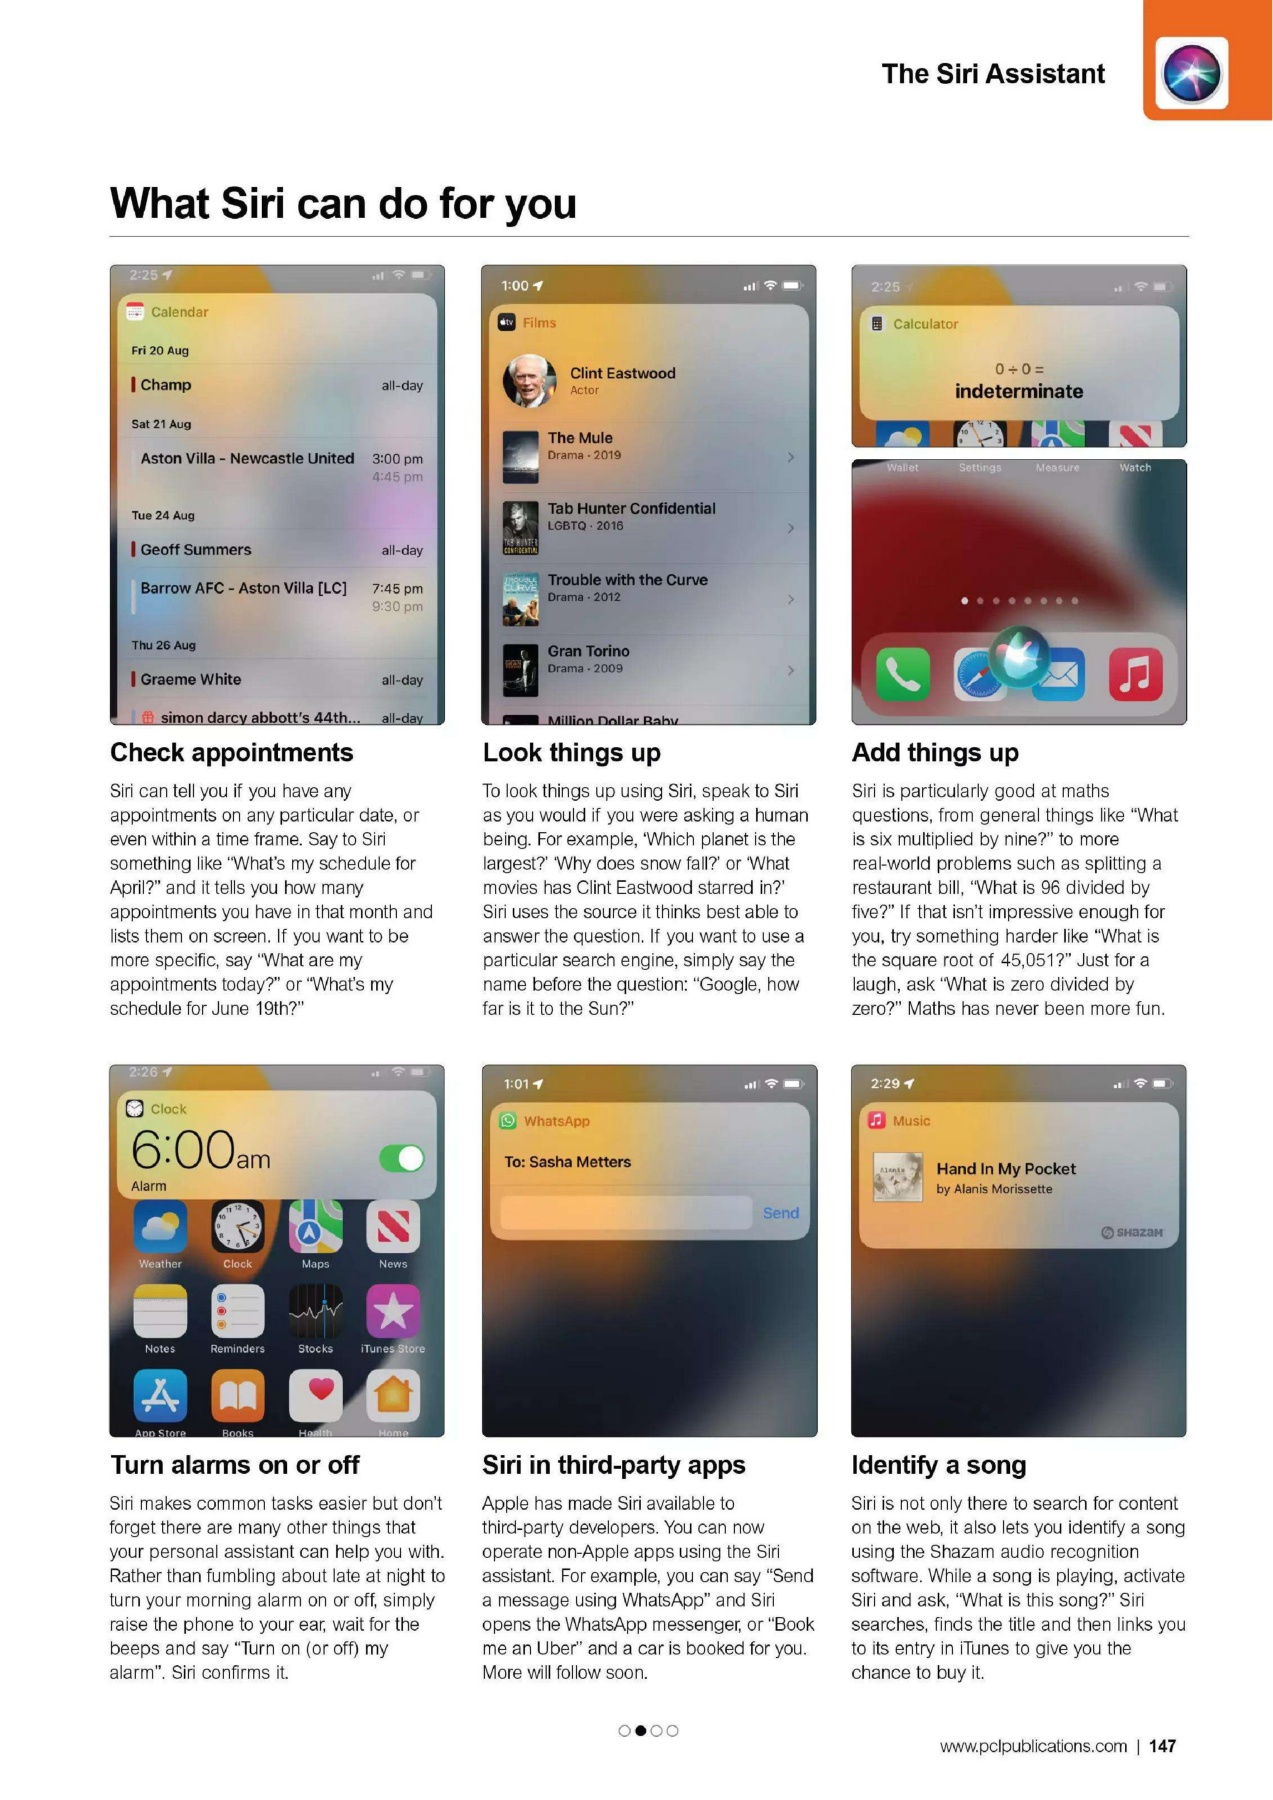 The Siri Assistant
What Siri can do for you
2:25
Calendar
Fri 20 Aug
Champ all-day
Sat 21 Aug
Aston Villa - Newcastle United 3:00 pm
4:45 pm
Tue 24 Aug
Geoff Summers all-day
Barrow AFC - Aston Villa [LC] 7:45 pm
9:30 pm
Thu 26 Aug
Graeme White all-day
simon darcy abbott's 44th... all-day
Check appointments
Siri can tell you if you have any
appointments on any particular date, or
even within a time frame. Say to Siri
something like “What’s my schedule for
April?” and it tells you how many
appointments you have in that month and
lists them on screen. If you want to be
more specific, say “What are my
appointments today?” or “What’s my
schedule for June 19th?”
1:00
tv Films
Clint Eastwood
Actor
The Mule
Drama · 2019
Tab Hunter Confidential
LGBTQ · 2016
TAB HUNTER
CONFIDENTIAL
Trouble with the Curve
Drama · 2012
TROUBLE
CURVE
Gran Torino
Drama · 2009
Million Dollar Baby
Look things up
To look things up using Siri, speak to Siri
as you would if you were asking a human
being. For example, ‘Which planet is the
largest?’ ‘Why does snow fall?’ or ‘What
movies has Clint Eastwood starred in?’
Siri uses the source it thinks best able to
answer the question. If you want to use a
particular search engine, simply say the
name before the question: “Google, how
far is it to the Sun?”
2:25
Calculator
0 ÷ 0 =
indeterminate
Wallet Settings Measure Watch
Add things up
Siri is particularly good at maths
questions, from general things like “What
is six multiplied by nine?” to more
real-world problems such as splitting a
restaurant bill, “What is 96 divided by
five?” If that isn’t impressive enough for
you, try something harder like “What is
the square root of 45,051?” Just for a
laugh, ask “What is zero divided by
zero?” Maths has never been more fun.
2:26
Clock
6:00am
Alarm
Weather Clock Maps News
Notes Reminders Stocks iTunes Store
App Store Books Health Home
Turn alarms on or off
Siri makes common tasks easier but don’t
forget there are many other things that
your personal assistant can help you with.
Rather than fumbling about late at night to
turn your morning alarm on or off, simply
raise the phone to your ear, wait for the
beeps and say “Turn on (or off) my
alarm”. Siri confirms it.
1:01
WhatsApp
To: Sasha Metters
Send
Siri in third-party apps
Apple has made Siri available to
third-party developers. You can now
operate non-Apple apps using the Siri
assistant. For example, you can say “Send
a message using WhatsApp” and Siri
opens the WhatsApp messenger, or “Book
me an Uber” and a car is booked for you.
More will follow soon.
2:29
Music
Hand In My Pocket
by Alanis Morissette
SHAZAM
Identify a song
Siri is not only there to search for content
on the web, it also lets you identify a song
using the Shazam audio recognition
software. While a song is playing, activate
Siri and ask, “What is this song?” Siri
searches, finds the title and then links you
to its entry in iTunes to give you the
chance to buy it.
www.pclpublications.com | 147